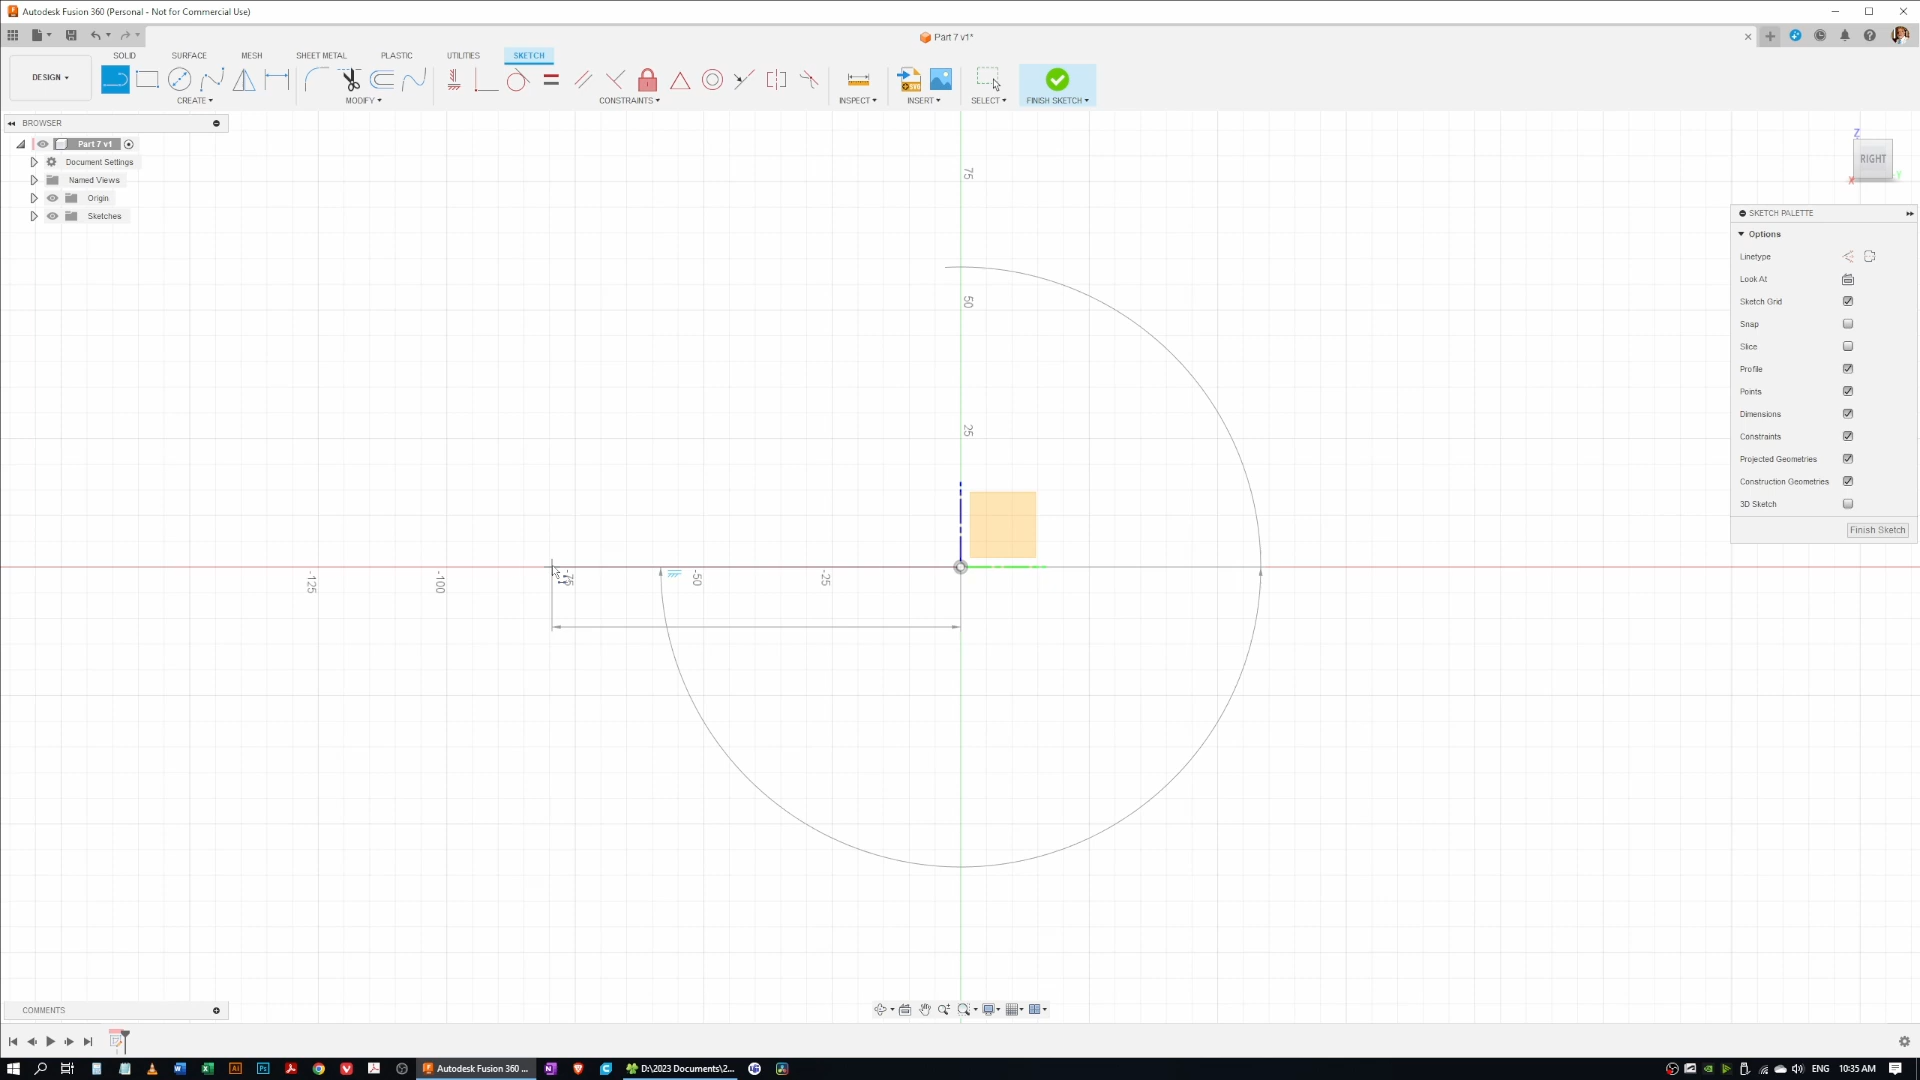 Autodesk Fusion 360 (Personal - Not for Commercial Use)
Part 7 v1*
SOLID SURFACE MESH SHEET METAL PLASTIC UTILITIES SKETCH
DESIGN
CREATE MODIFY CONSTRAINTS INSPECT INSERT SELECT FINISH SKETCH
BROWSER
Part 7 v1
Document Settings
Named Views
Origin
Sketches
Z
RIGHT
X
Y
SKETCH PALETTE
Options
Linetype
Look At
Sketch Grid
Snap
Slice
Profile
Points
Dimensions
Constraints
Projected Geometries
Construction Geometries
3D Sketch
Finish Sketch
75
50
25
-125 -100 -75 -50 -25
COMMENTS
Autodesk Fusion 360 ...
D:\2023 Documents\2...
ENG 10:35 AM